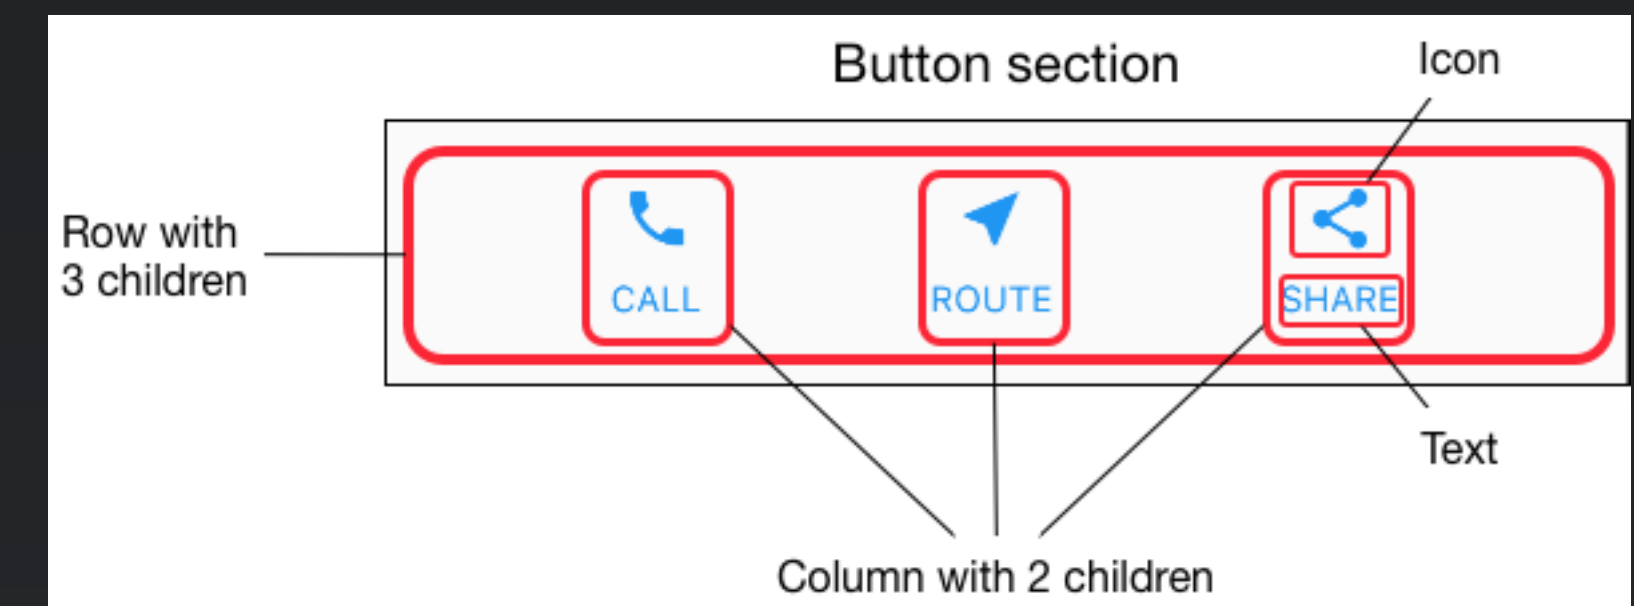 Button section
Icon
Row with
3 children
CALL
ROUTE
SHARE
Text
Column with 2 children